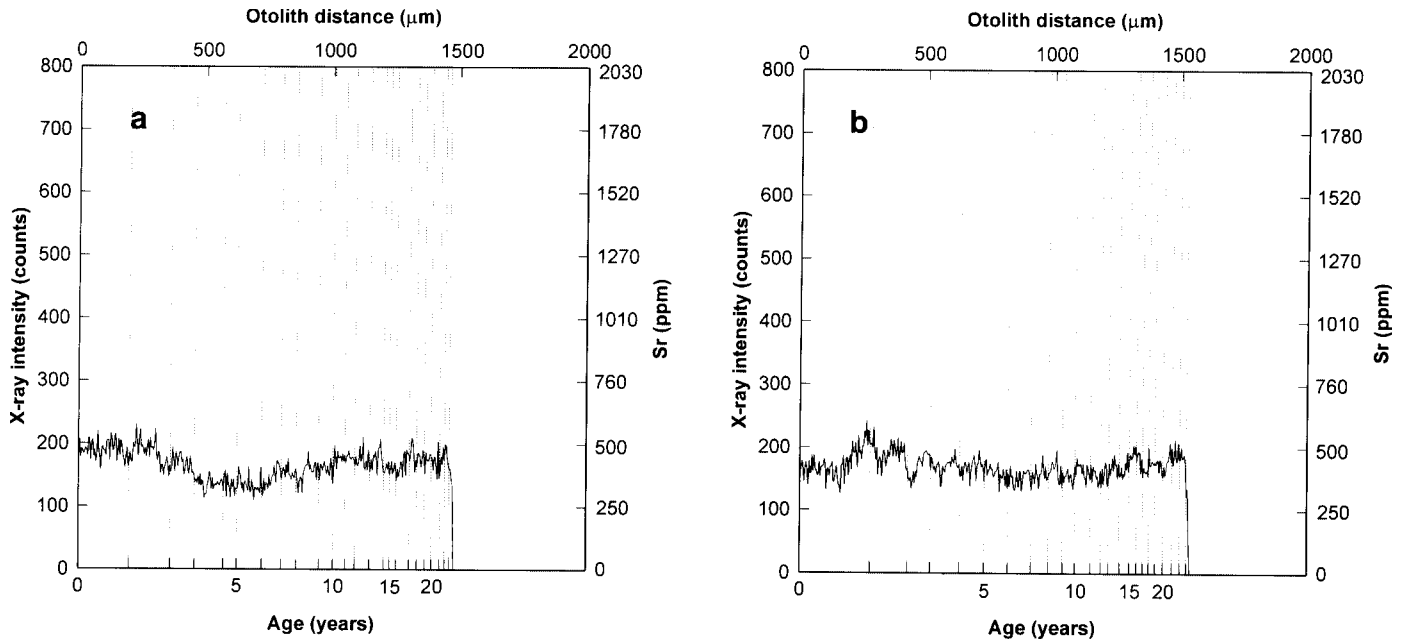 Otolith distance (μm)
0 500 1000 1500 2000
800
700
600
500
400
300
200
100
0
X-ray intensity (counts)
a
2030
1780
1520
1270
1010
760
500
250
0
Sr (ppm)
0 5 10 15 20
Age (years)
Otolith distance (μm)
0 500 1000 1500 2000
800
700
600
500
400
300
200
100
0
X-ray intensity (counts)
b
2030
1780
1520
1270
1010
760
500
250
0
Sr (ppm)
0 5 10 15 20
Age (years)